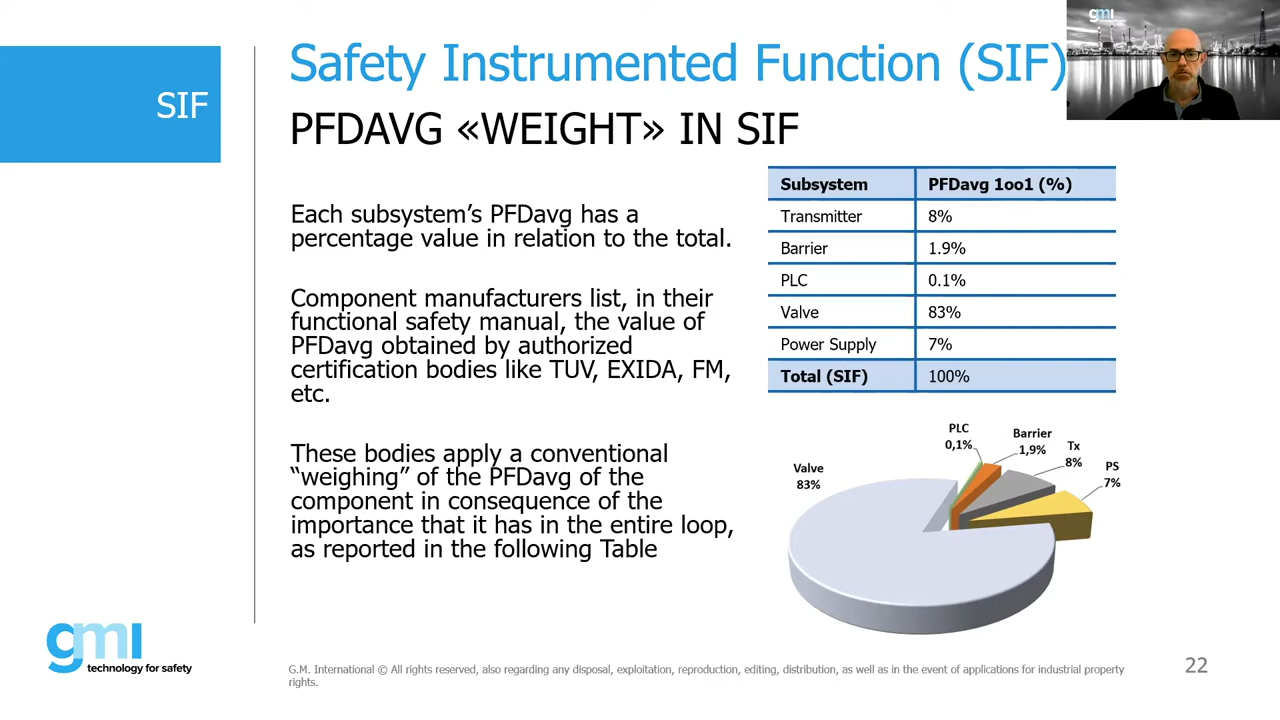 SIF
Safety Instrumented Function (SIF)
PFDAVG «WEIGHT» IN SIF
Each subsystem’s PFDavg has a
percentage value in relation to the total.
Component manufacturers list, in their
functional safety manual, the value of
PFDavg obtained by authorized
certification bodies like TUV, EXIDA, FM,
etc.
These bodies apply a conventional
“weighing” of the PFDavg of the
component in consequence of the
importance that it has in the entire loop,
as reported in the following Table
Subsystem PFDavg 1oo1 (%)
Transmitter 8%
Barrier 1.9%
PLC 0.1%
Valve 83%
Power Supply 7%
Total (SIF) 100%
PLC
0,1%
Barrier
1,9%
Tx
8%
PS
7%
Valve
83%
gmi
technology for safety
G.M. International © All rights reserved, also regarding any disposal, exploitation, reproduction, editing, distribution, as well as in the event of applications for industrial property
rights.
22
gmi